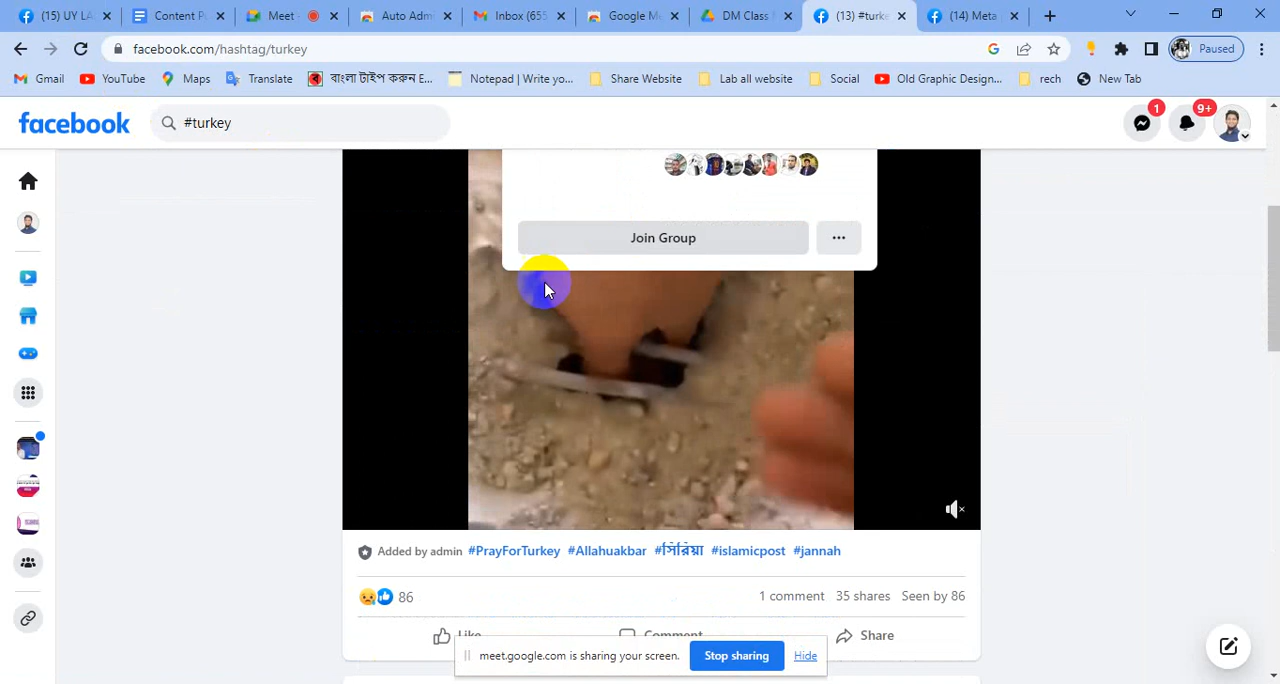 (15) UY LA
Content P
Meet -
Auto Adm
Inbox (655
Google Me
DM Class M
(13) #turke
(14) Meta
facebook.com/hashtag/turkey
Paused
Gmail
YouTube
Maps
Translate
বাংলা টাইপ করুন E...
Notepad | Write yo...
Share Website
Lab all website
Social
Old Graphic Design...
rech
New Tab
facebook
#turkey
1
9+
Join Group
Added by admin #PrayForTurkey #Allahuakbar #সিরিয়া #islamicpost #jannah
86
1 comment 35 shares Seen by 86
Like
Comment
Share
meet.google.com is sharing your screen.
Stop sharing
Hide